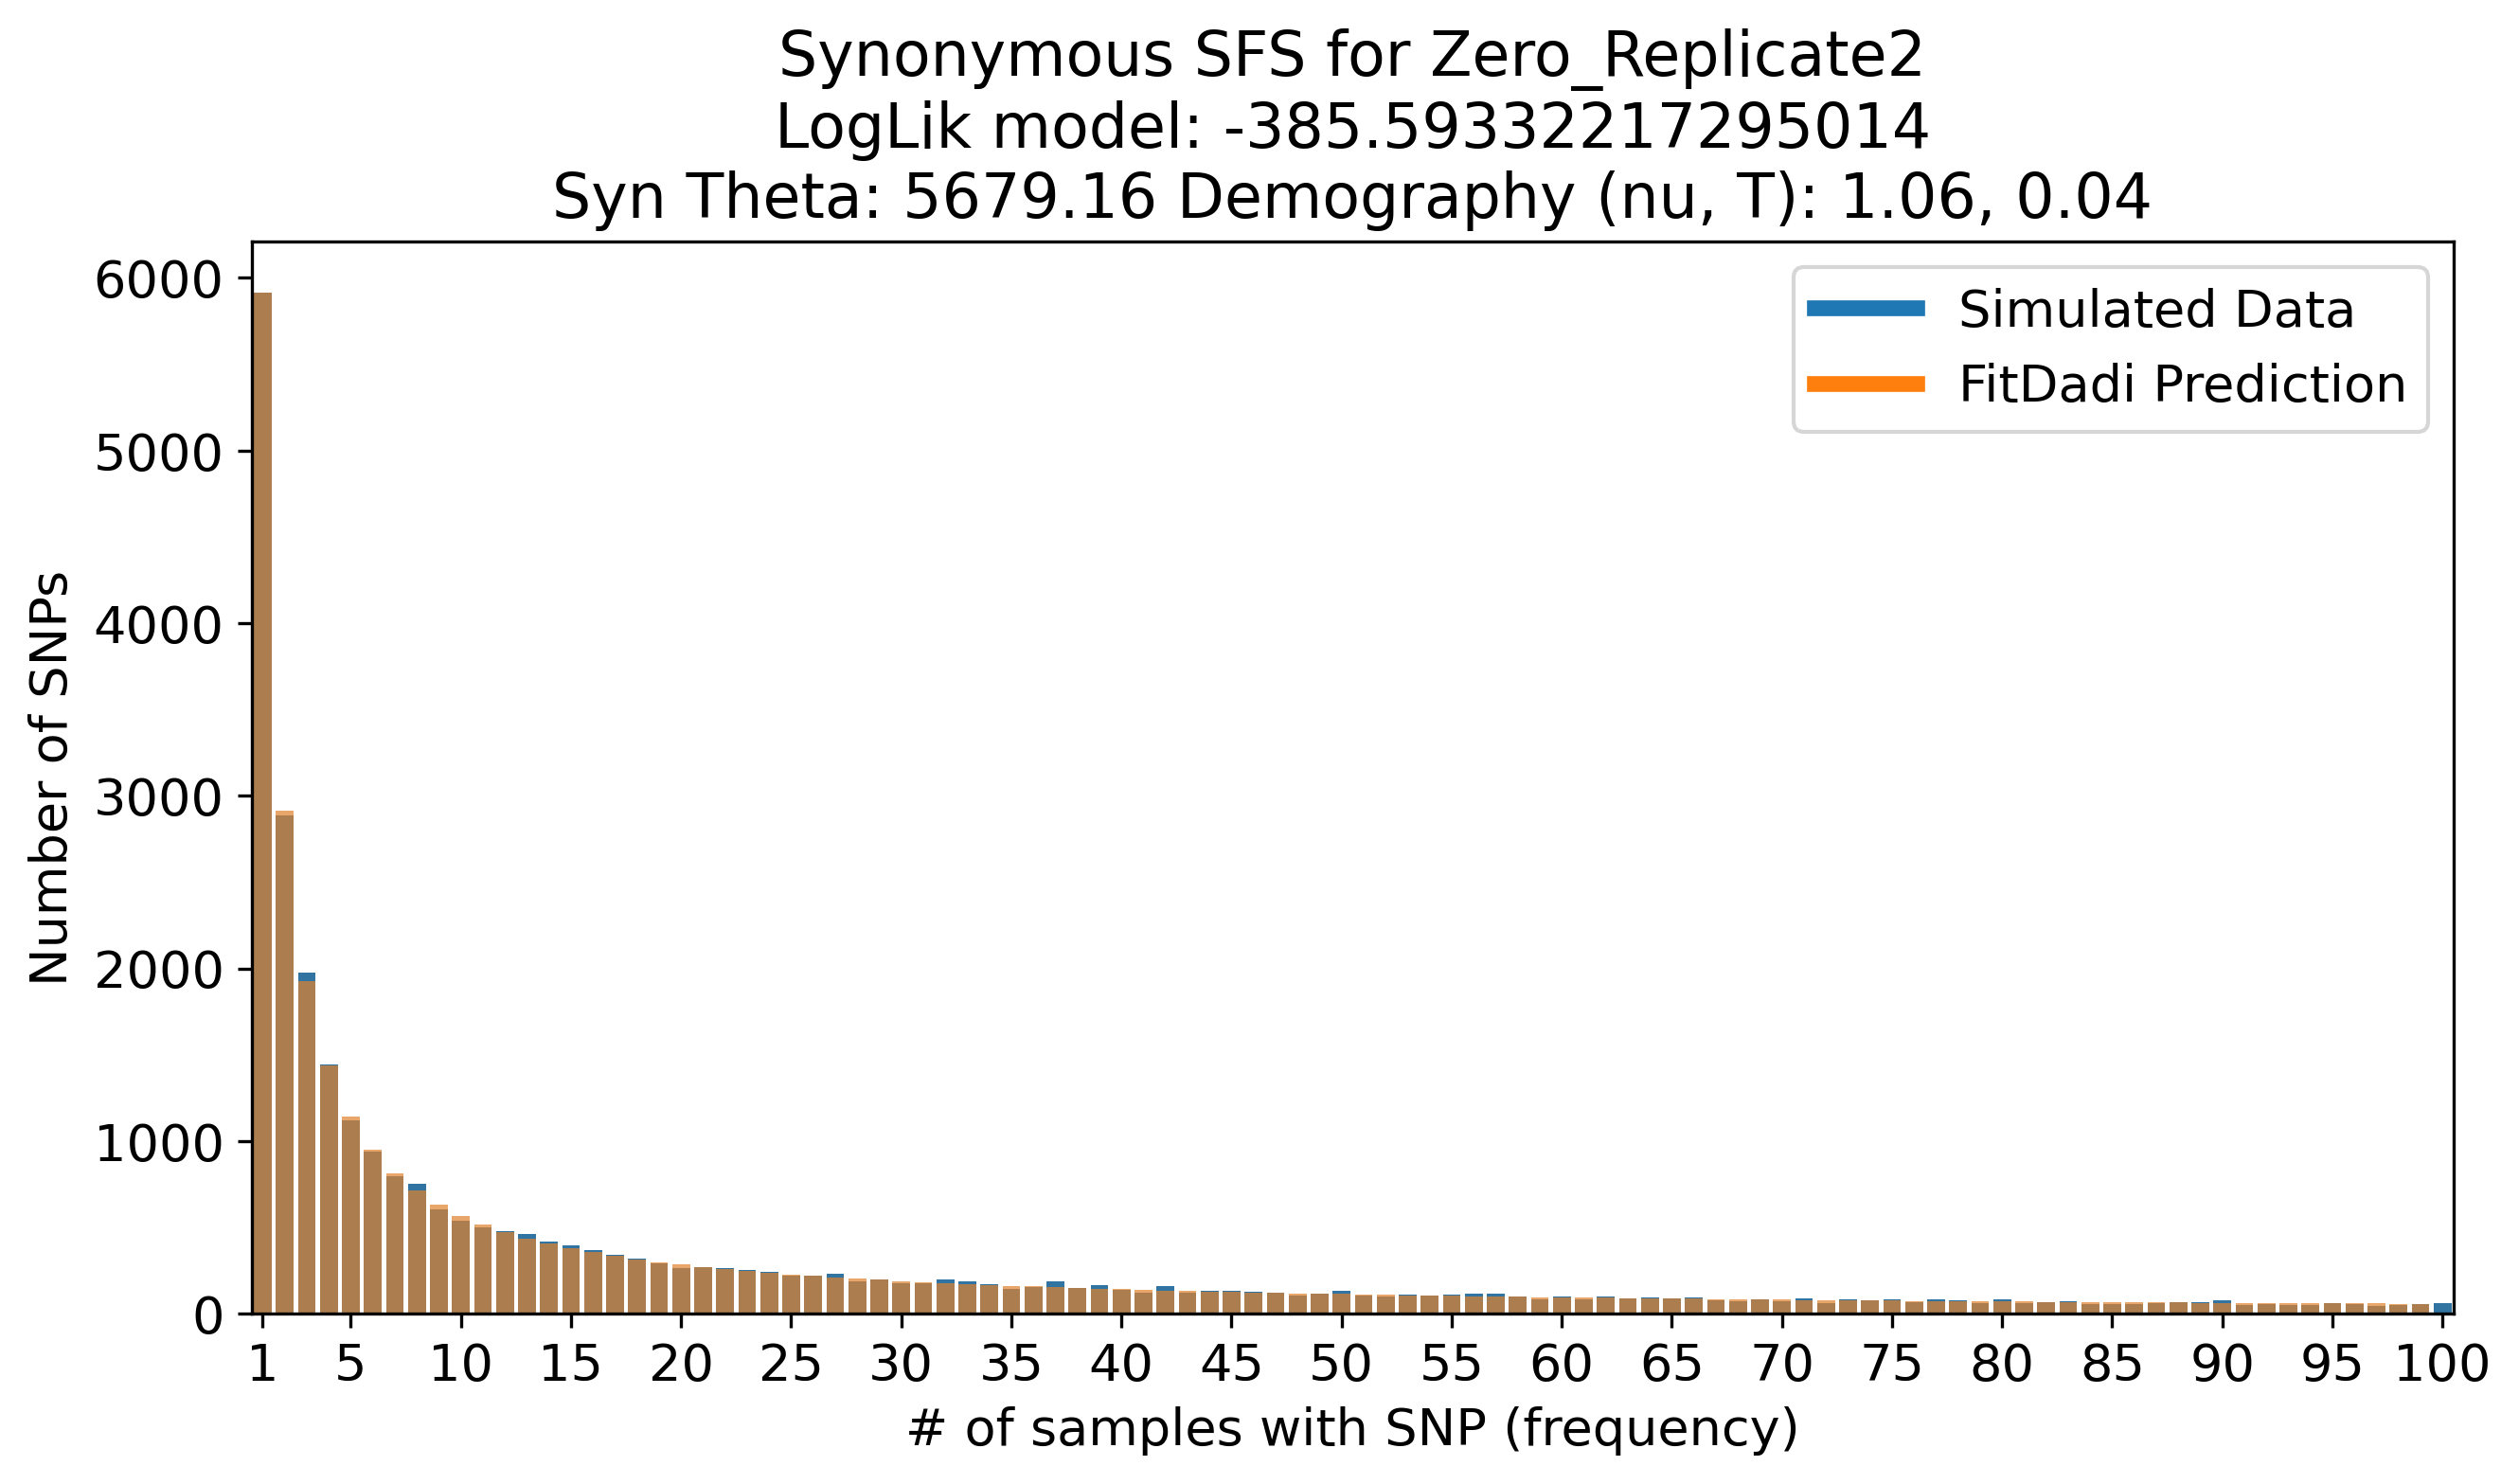 Synonymous SFS for Zero_Replicate2
LogLik model: -385.59332217295014
Syn Theta: 5679.16 Demography (nu, T): 1.06, 0.04
Simulated Data
FitDadi Prediction
Number of SNPs
6000
5000
4000
3000
2000
1000
0
1 5 10 15 20 25 30 35 40 45 50 55 60 65 70 75 80 85 90 95 100
# of samples with SNP (frequency)